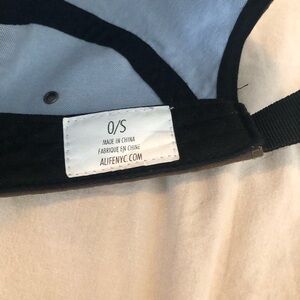 O/S
MADE IN CHINA
FABRIQUE EN CHINE
ALIFENYC.COM